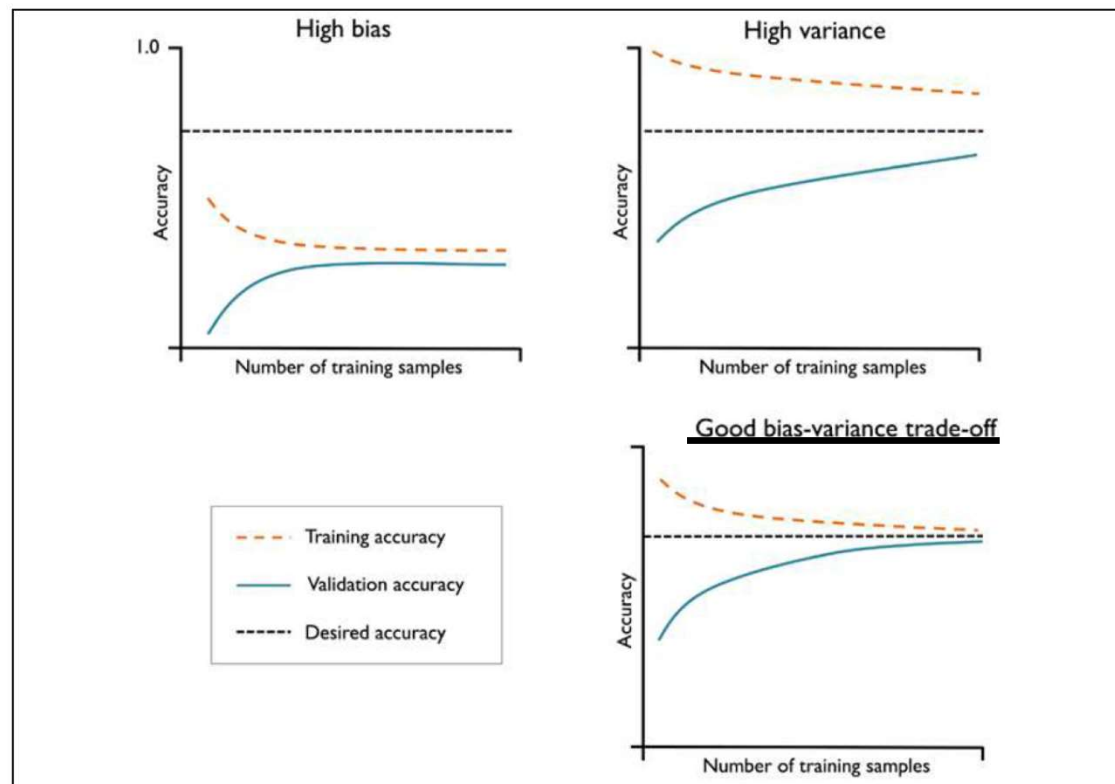 High bias
1.0
Accuracy
Number of training samples
High variance
Accuracy
Number of training samples
Good bias-variance trade-off
Accuracy
Number of training samples
Training accuracy
Validation accuracy
Desired accuracy